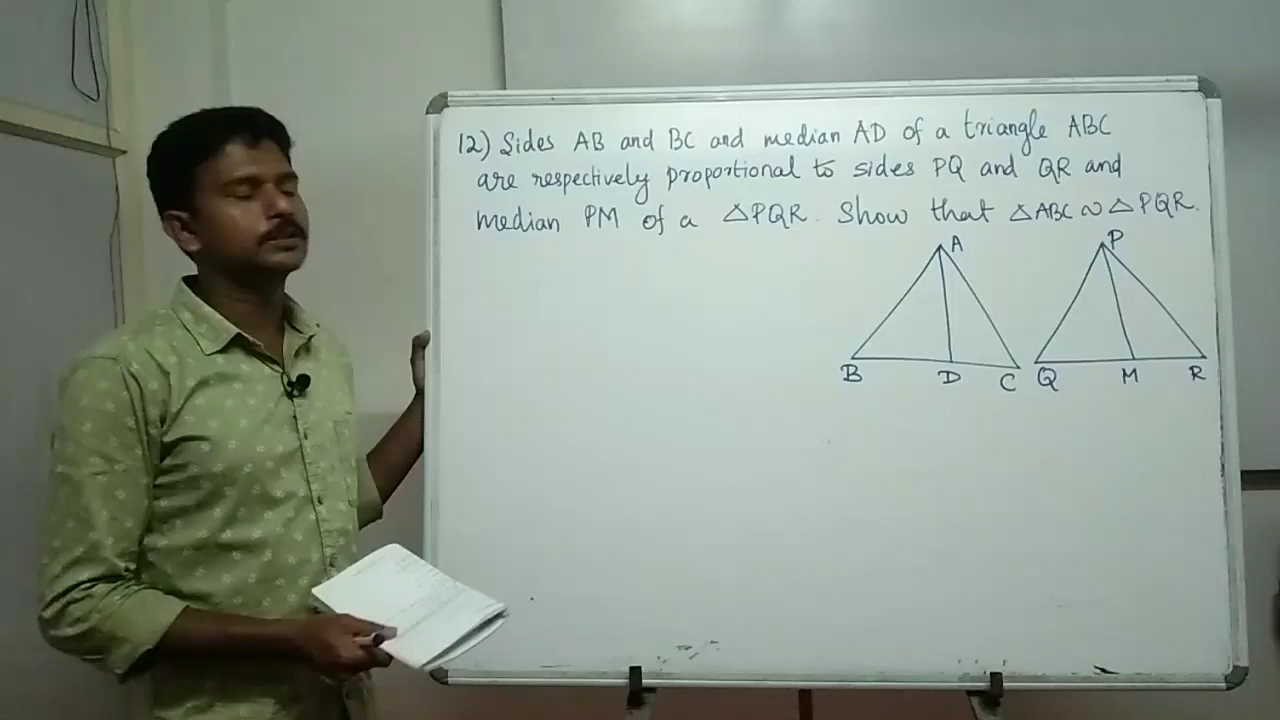 12) Sides AB and BC and median AD of a triangle ABC
are respectively proportional to sides PQ and QR and
median PM of a △PQR. Show that △ABC ~ △PQR.
A P
B D C Q M R